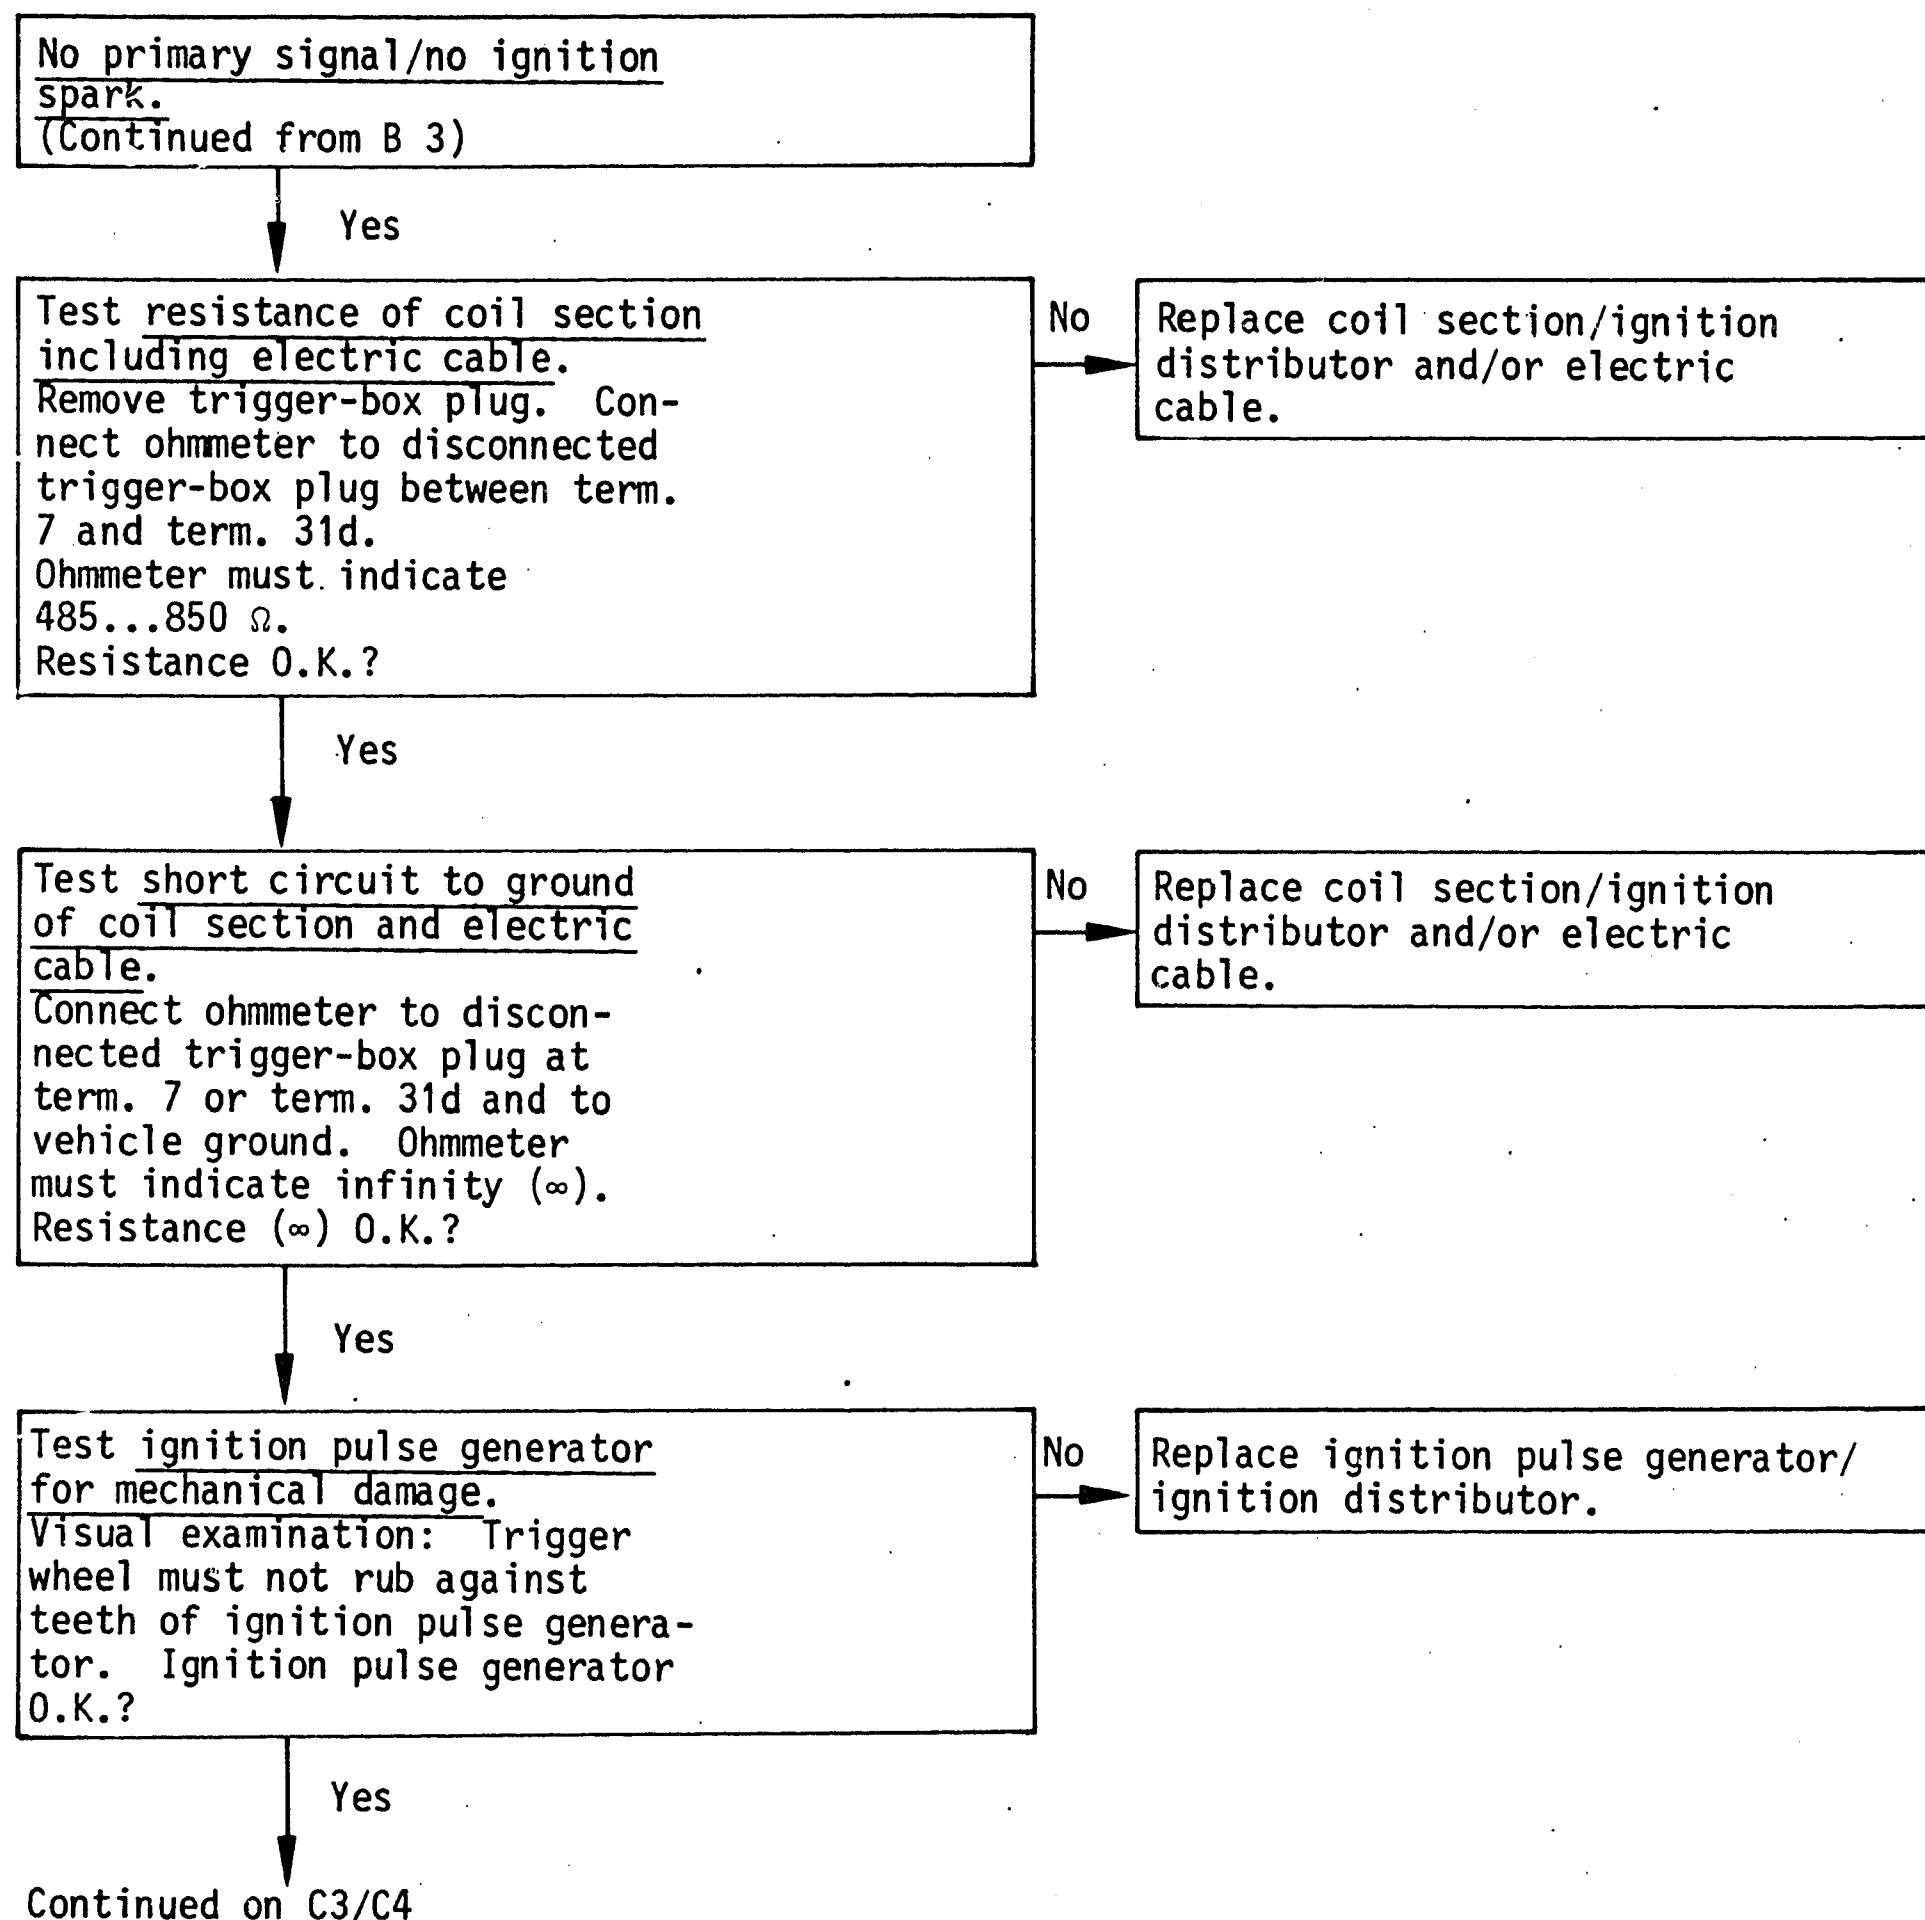 No primary signal/no ignition
spark.
(Continued from B 3)
Yes
Test resistance of coil section
including electric cable.
Remove trigger-box plug.  Con-
nect ohmmeter to disconnected
trigger-box plug between term.
7 and term. 31d.
Ohmmeter must indicate
485...850 Ω.
Resistance O.K.?
No
Replace coil section/ignition
distributor and/or electric
cable.
Yes
Test short circuit to ground
of coil section and electric
cable.
Connect ohmmeter to discon-
nected trigger-box plug at
term. 7 or term. 31d and to
vehicle ground.  Ohmmeter
must indicate infinity (∞).
Resistance (∞) O.K.?
No
Replace coil section/ignition
distributor and/or electric
cable.
Yes
Test ignition pulse generator
for mechanical damage.
Visual examination:  Trigger
wheel must not rub against
teeth of ignition pulse genera-
tor.  Ignition pulse generator
O.K.?
No
Replace ignition pulse generator/
ignition distributor.
Yes
Continued on C3/C4